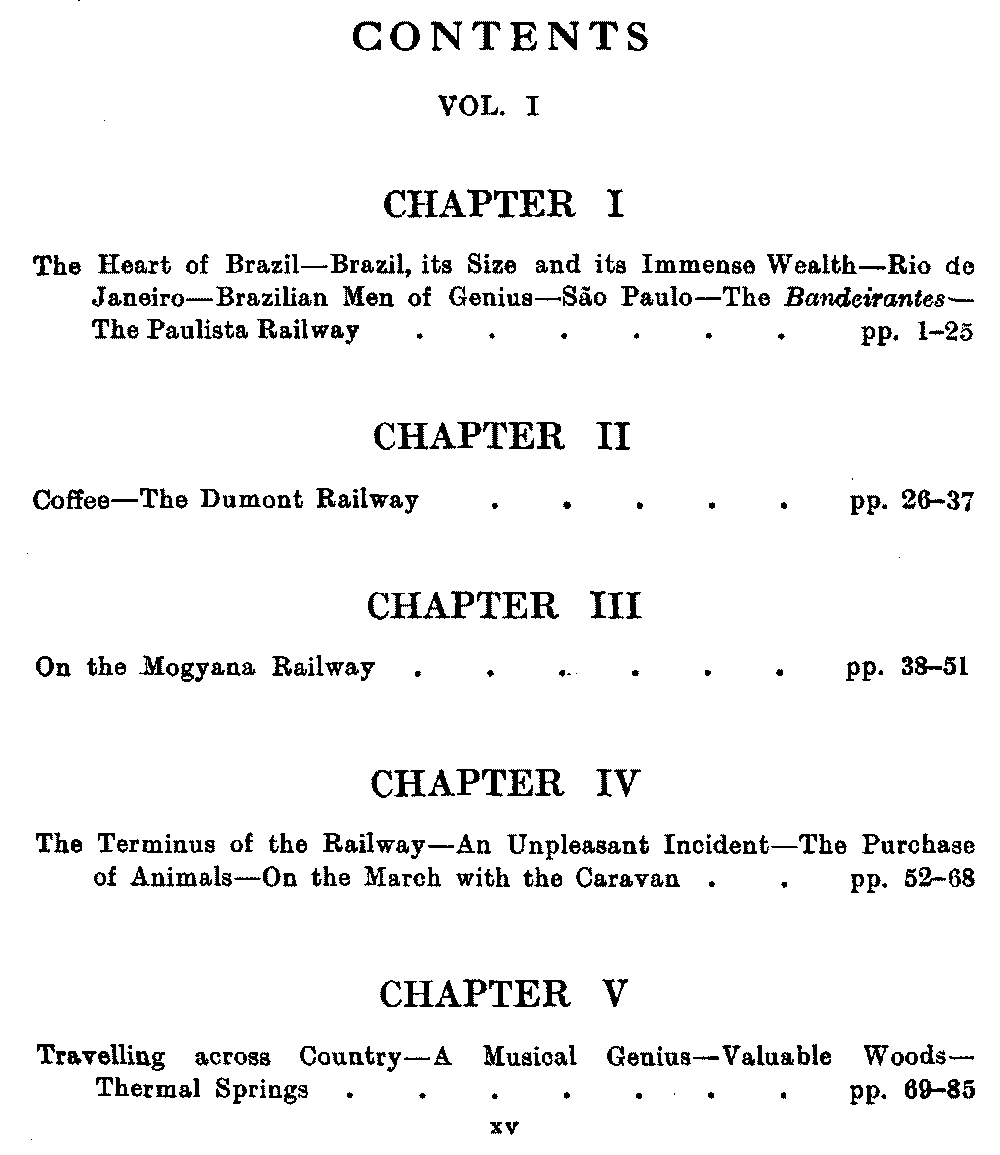 CONTENTS
VOL. I
CHAPTER I
The Heart of Brazil—Brazil, its Size and its Immense Wealth—Rio de
Janeiro—Brazilian Men of Genius—São Paulo—The Bandeirantes—
The Paulista Railway . . . . . . pp. 1–25
CHAPTER II
Coffee—The Dumont Railway . . . . . pp. 26–37
CHAPTER III
On the Mogyana Railway . . . . . . pp. 38–51
CHAPTER IV
The Terminus of the Railway—An Unpleasant Incident—The Purchase
of Animals—On the March with the Caravan . . pp. 52–68
CHAPTER V
Travelling across Country—A Musical Genius—Valuable Woods—
Thermal Springs . . . . . . . pp. 69–85
xv